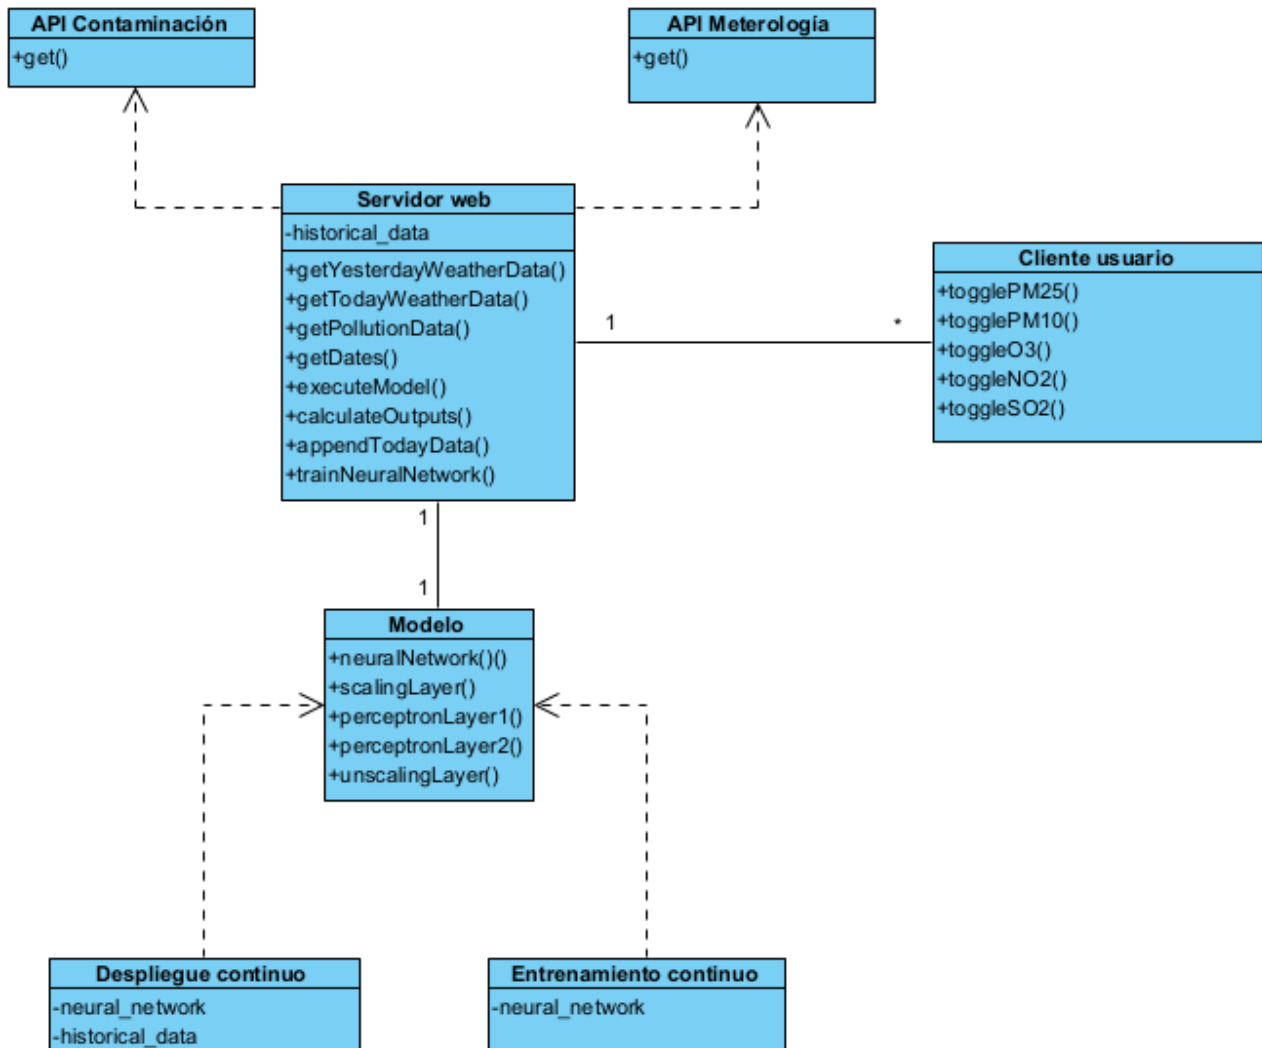 API Contaminación
+get()
API Meterología
+get()
Servidor web
-historical_data
+getYesterdayWeatherData()
+getTodayWeatherData()
+getPollutionData()
+getDates()
+executeModel()
+calculateOutputs()
+appendTodayData()
+trainNeuralNetwork()
Cliente usuario
+togglePM25()
+togglePM10()
+toggleO3()
+toggleNO2()
+toggleSO2()
1
*
1
1
Modelo
+neuralNetwork()()
+scalingLayer()
+perceptronLayer1()
+perceptronLayer2()
+unscalingLayer()
Despliegue continuo
-neural_network
-historical_data
Entrenamiento continuo
-neural_network